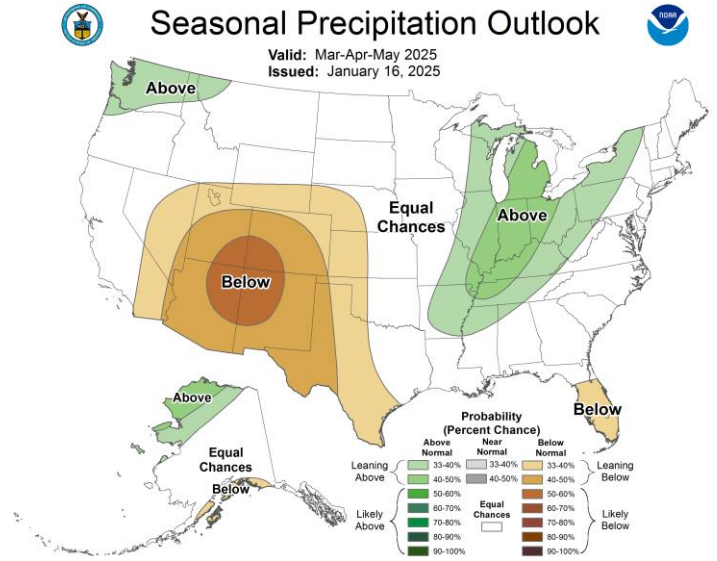 Seasonal Precipitation Outlook
NOAA
Valid: Mar-Apr-May 2025
Issued: January 16, 2025
Above
Equal
Chances
Above
Below
Above
Equal
Chances
Below
Below
Probability
(Percent Chance)
Above
Normal
Near
Normal
Below
Normal
Leaning
Above
33-40%
33-40%
33-40%
Leaning
Below
40-50%
40-50%
40-50%
Likely
Above
50-60%
Equal
Chances
50-60%
Likely
Below
60-70%
60-70%
70-80%
70-80%
80-90%
80-90%
90-100%
90-100%